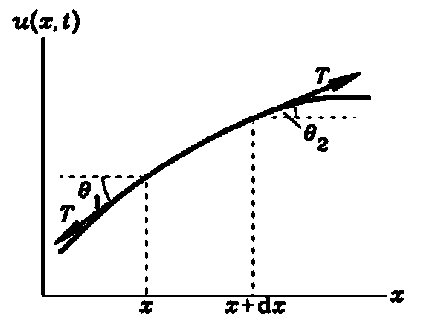 u(x,t)
T
θ₂
θ₁
T
x
x
x+dx